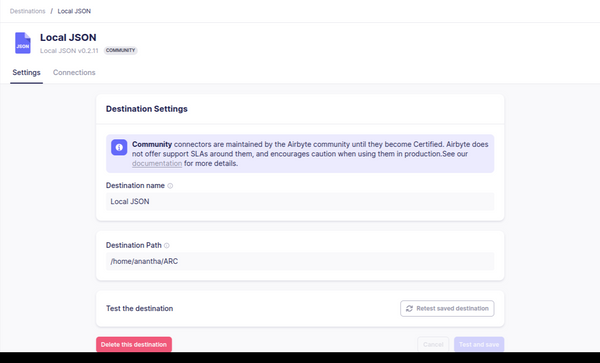 Destinations / Local JSON
JSON
Local JSON
Local JSON v0.2.11 COMMUNITY
Settings Connections
Destination Settings
Community connectors are maintained by the Airbyte community until they become Certified. Airbyte does
not offer support SLAs around them, and encourages caution when using them in production.See our
documentation for more details.
Destination name
Local JSON
Destination Path
/home/anantha/ARC
Test the destination Retest saved destination
Delete this destination Cancel Test and save